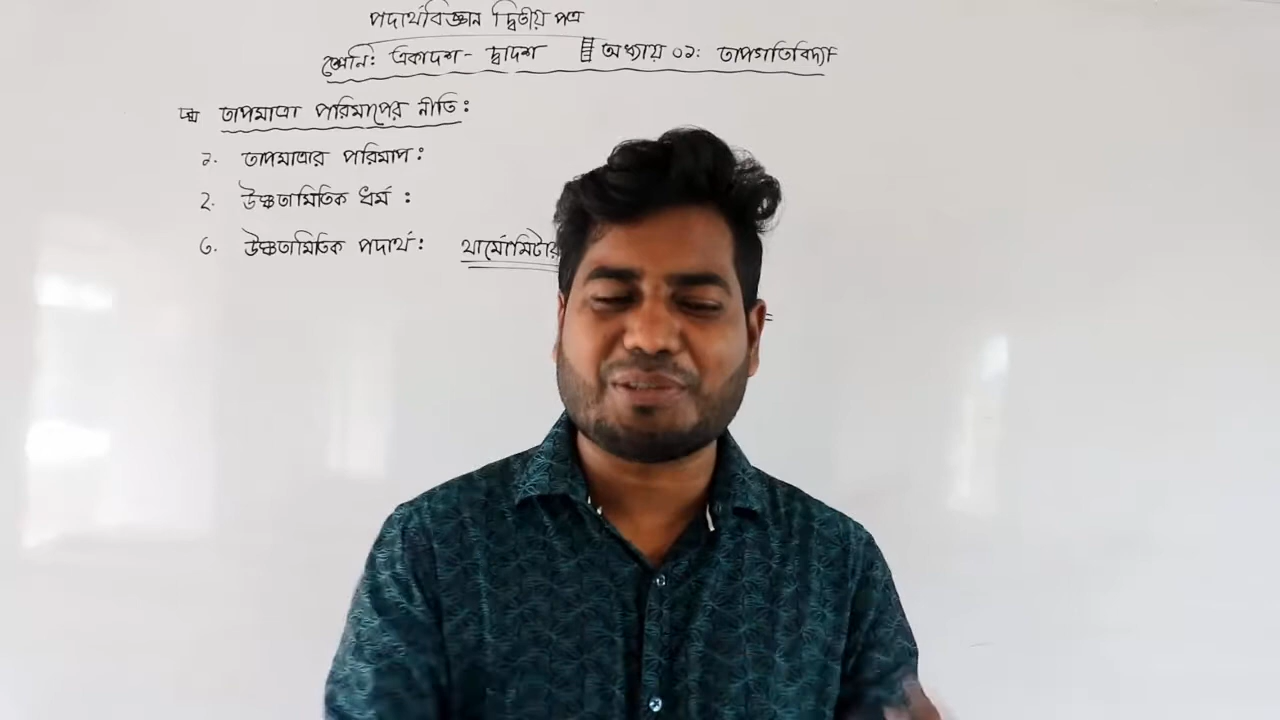 পদার্থবিজ্ঞান দ্বিতীয় পত্র
শ্রেনি: একাদশ - দ্বাদশ অধ্যায় ০১: তাপগতিবিদ্যা
তাপমাত্রা পরিমাপের নীতি:
১. তাপমাত্রার পরিমাপ:
২. উষ্ণতামিতিক ধর্ম :
৩. উষ্ণতামিতিক পদার্থ: থার্মোমিটার